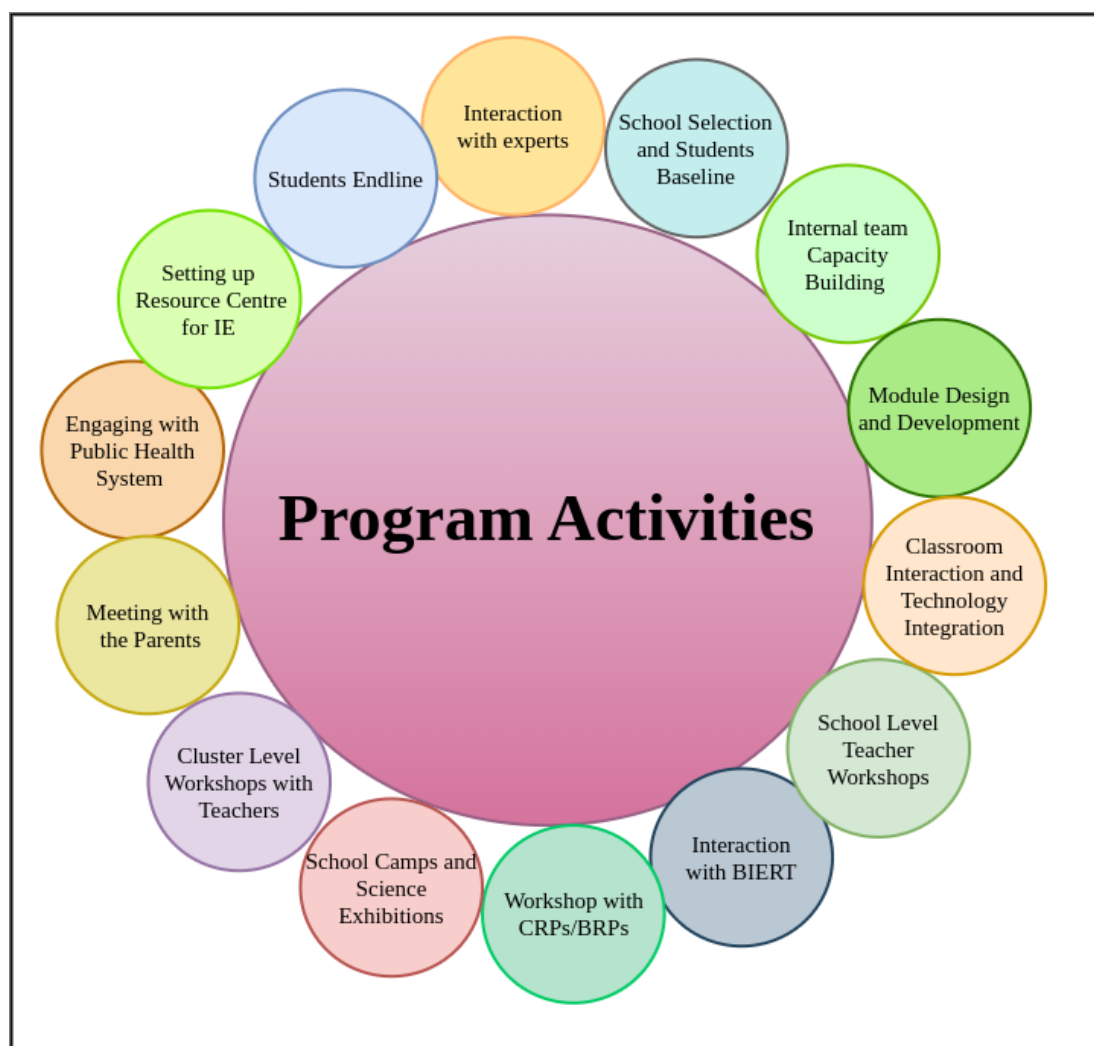 Interaction
with experts
School Selection
and Students
Baseline
Internal team
Capacity
Building
Module Design
and Development
Classroom
Interaction and
Technology
Integration
School Level
Teacher
Workshops
Interaction
with BIERT
Workshop with
CRPs/BRPs
School Camps and
Science
Exhibitions
Cluster Level
Workshops with
Teachers
Meeting with
the Parents
Engaging with
Public Health
System
Setting up
Resource Centre
for IE
Students Endline
Program Activities